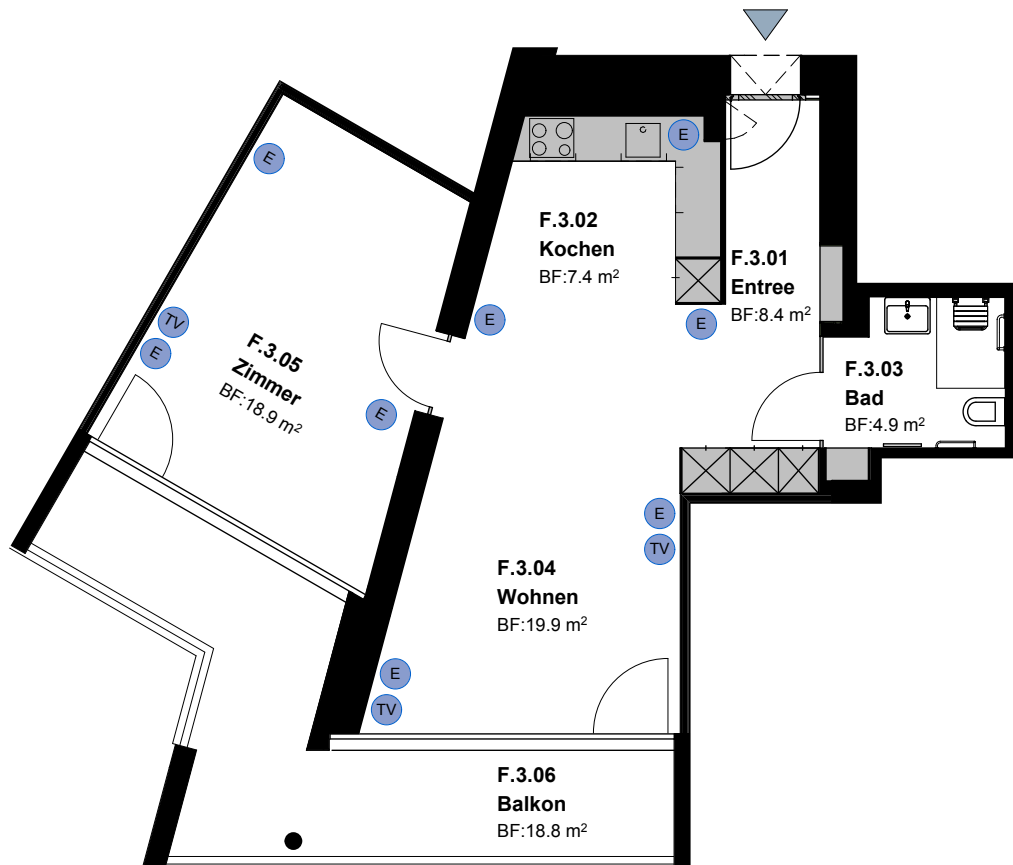 E
E
F.3.02
Kochen
BF:7.4 m²
F.3.01
Entree
BF:8.4 m²
TV
E
E
E
F.3.05
Zimmer
BF:18.9 m²
F.3.03
Bad
BF:4.9 m²
E
E
TV
F.3.04
Wohnen
BF:19.9 m²
E
TV
F.3.06
Balkon
BF:18.8 m²